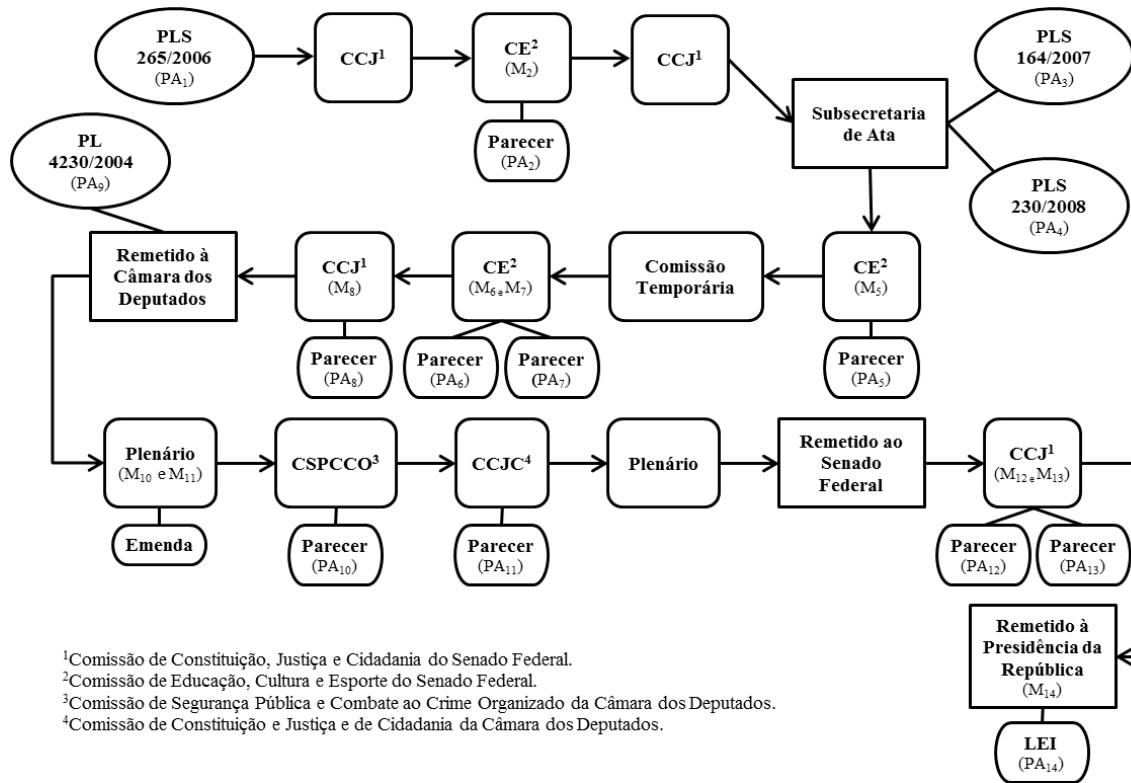 PLS
265/2006
(PA₁)
CCJ¹
CE²
(M₂)
Parecer
(PA₂)
CCJ¹
Subsecretaria
de Ata
PLS
164/2007
(PA₃)
PLS
230/2008
(PA₄)
CE²
(M₅)
Parecer
(PA₅)
Comissão
Temporária
CE²
(M₆ e M₇)
Parecer
(PA₆)
Parecer
(PA₇)
CCJ¹
(M₈)
Parecer
(PA₈)
Remetido à
Câmara dos
Deputados
PL
4230/2004
(PA₉)
Plenário
(M₁₀ e M₁₁)
Emenda
CSPCCO³
Parecer
(PA₁₀)
CCJC⁴
Parecer
(PA₁₁)
Plenário
Remetido ao
Senado
Federal
CCJ¹
(M₁₂ e M₁₃)
Parecer
(PA₁₂)
Parecer
(PA₁₃)
Remetido à
Presidência da
República
(M₁₄)
LEI
(PA₁₄)
¹Comissão de Constituição, Justiça e Cidadania do Senado Federal.
²Comissão de Educação, Cultura e Esporte do Senado Federal.
³Comissão de Segurança Pública e Combate ao Crime Organizado da Câmara dos Deputados.
⁴Comissão de Constituição e Justiça e de Cidadania da Câmara dos Deputados.